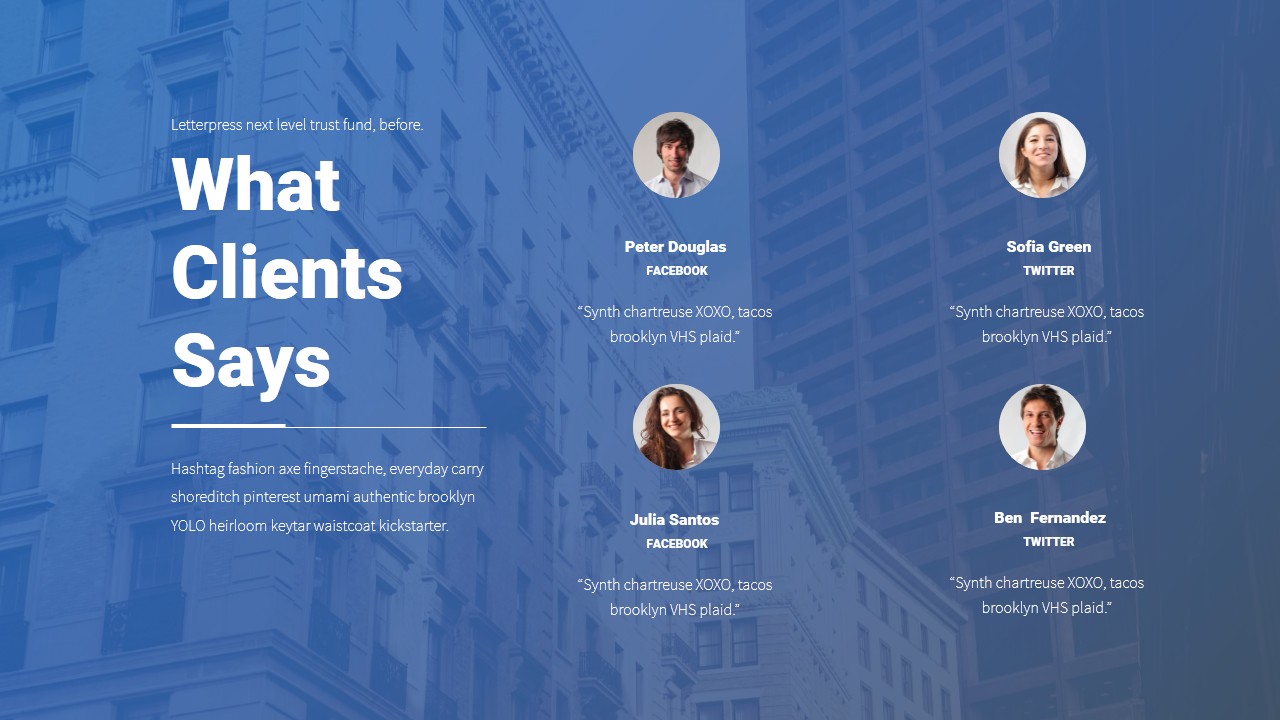 Letterpress next level trust fund, before.
What
Clients
Says
Hashtag fashion axe fingerstache, everyday carry
shoreditch pinterest umami authentic brooklyn
YOLO heirloom keytar waistcoat kickstarter.
Peter Douglas
FACEBOOK
“Synth chartreuse XOXO, tacos
brooklyn VHS plaid.”
Sofia Green
TWITTER
“Synth chartreuse XOXO, tacos
brooklyn VHS plaid.”
Julia Santos
FACEBOOK
“Synth chartreuse XOXO, tacos
brooklyn VHS plaid.”
Ben  Fernandez
TWITTER
“Synth chartreuse XOXO, tacos
brooklyn VHS plaid.”